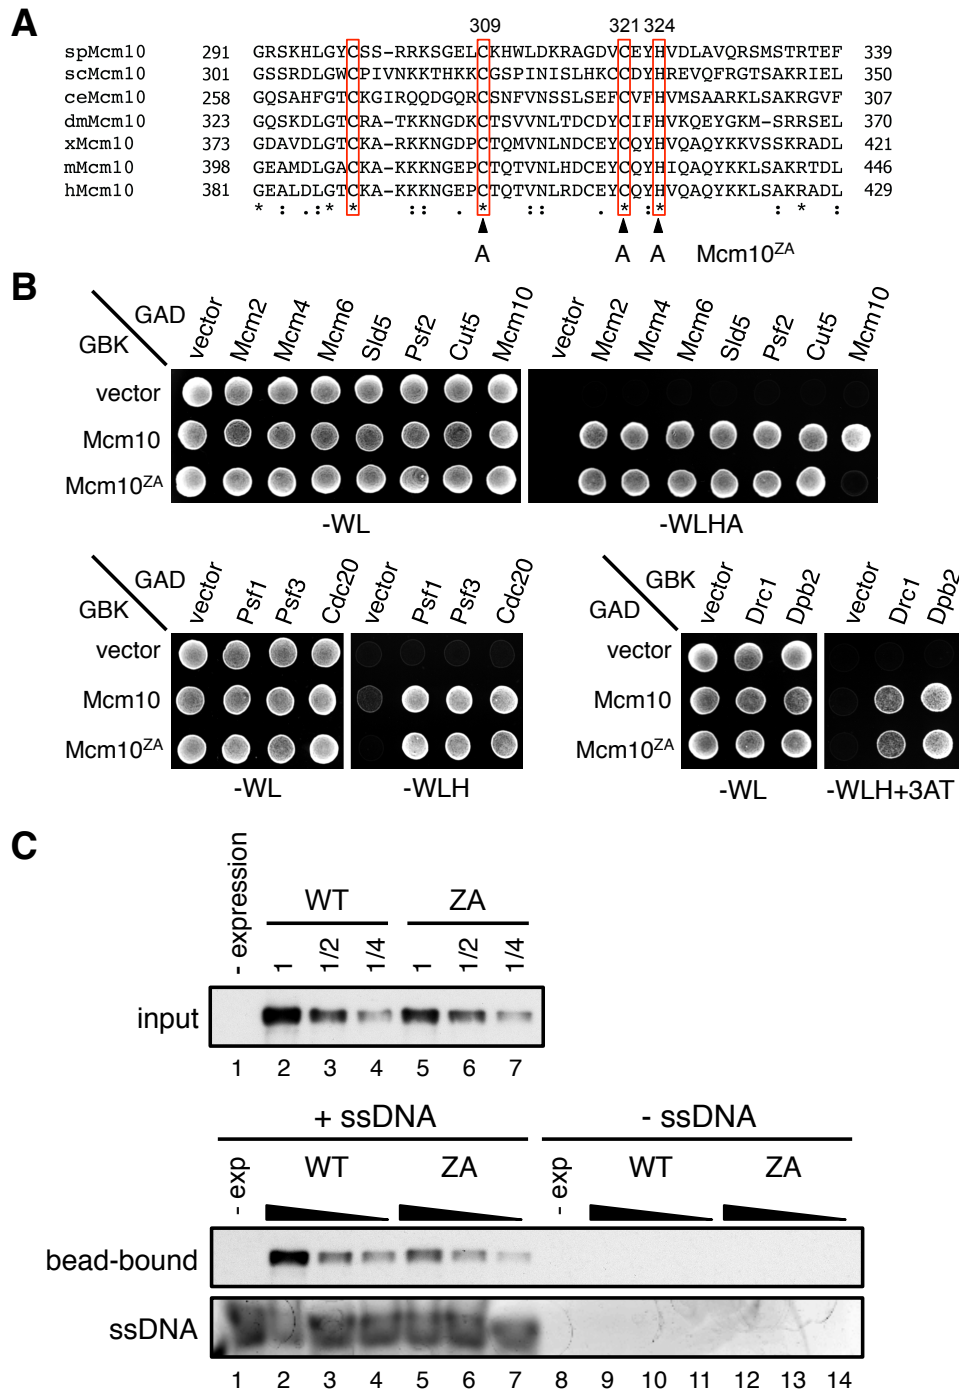 A
309 321 324
spMcm10 291 GRSKHLGYCSS-RRKSGELCKHWLDKRAGDVCEYHVDLAVQRSMSTRTEF 339
scMcm10 301 GSSRDLGWCPIVNKKTHKKCGSPINISLHKCCDYHREVQFRGTSAKRIEL 350
ceMcm10 258 GQSAHFGTCKGIRQQDGQRCSNFVNSSLSEFCVFHVMSAARKLSAKRGVF 307
dmMcm10 323 GQSKDLGTCRA-TKKNGDKCTSVVNLTDCDYCIFHVKQEYGKM-SRRSEL 370
xMcm10 373 GDAVDLGTCRA-KKKNGDPCTQMVNLNDCEYCQYHVQAQYKKVSSKRADL 421
mMcm10 398 GEAMDLGACKA-RKKNGEPCTQTVNLHDCEYCQYHIQAQYKKLSAKRTDL 446
hMcm10 381 GEALDLGTCKA-KKKNGEPCTQTVNLRDCEYCQYHVQAQYKKLSAKRADL 429
* : .:* * :: . * :: . * :* : * :
A A A Mcm10ZA
B
GAD vector Mcm2 Mcm4 Mcm6 Sld5 Psf2 Cut5 Mcm10 vector Mcm2 Mcm4 Mcm6 Sld5 Psf2 Cut5 Mcm10
GBK
vector
Mcm10
Mcm10ZA
-WL -WLHA
GAD vector Psf1 Psf3 Cdc20 vector Psf1 Psf3 Cdc20
GBK
vector
Mcm10
Mcm10ZA
-WL -WLH
GBK vector Drc1 Dpb2 vector Drc1 Dpb2
GAD
vector
Mcm10
Mcm10ZA
-WL -WLH+3AT
C
- expression WT ZA
1 1/2 1/4 1 1/2 1/4
input
1 2 3 4 5 6 7
+ ssDNA - ssDNA
- exp WT ZA - exp WT ZA
bead-bound
ssDNA
1 2 3 4 5 6 7 8 9 10 11 12 13 14